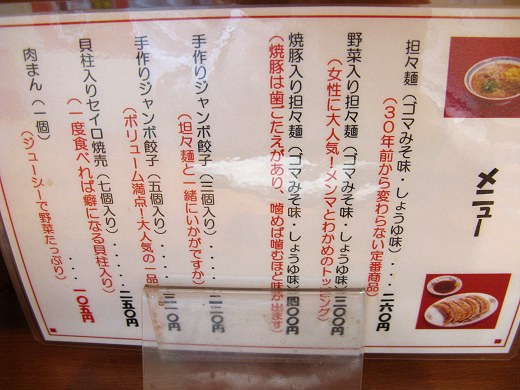 メニュー
担々麺(ゴマみそ味・しょうゆ味)・・・二六〇円
(30年前から変わらない定番商品)
野菜入り担々麺(ゴマみそ味・しょうゆ味)三〇〇円
(女性に大人気!メンマとわかめのトッピング)
焼豚入り担々麺(ゴマみそ味・しょうゆ味)
(焼豚は歯ごたえがあり、噛めば噛むほど味が出ます)
手作りジャンボ餃子(三個入り)・・・・
(坦々麺と一緒にいかがですか)
手作りジャンボ餃子(五個入り)・・・・
(ボリューム満点!大人気の一品)
貝柱入りセイロ焼売(七個入り)・・・・・二五〇円
(一度食べれば癖になる貝柱入り)
肉まん(一個)・・・・・一〇五円
(ジューシーで野菜たっぷり)